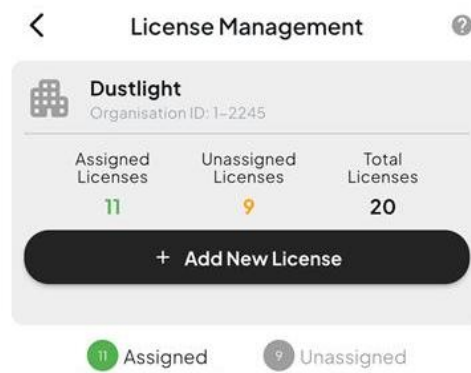 License Management
?
Dustlight
Organisation ID: 1-2245
Assigned Licenses
Unassigned Licenses
Total Licenses
11
9
20
+ Add New License
11 Assigned
9 Unassigned